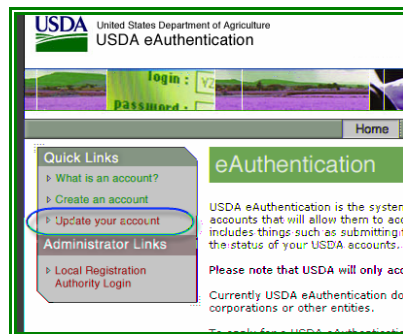 USDA
United States Department of Agriculture
USDA eAuthentication
login :
password :
Home
Quick Links
What is an account?
Create an account
Update your account
Administrator Links
Local Registration
Authority Login
eAuthentication
USDA eAuthentication is the system
accounts that will allow them to acc
includes things such as submitting
the status of your USDA accounts.
Please note that USDA will only acc
Currently USDA eAuthentication do
corporations or other entities.